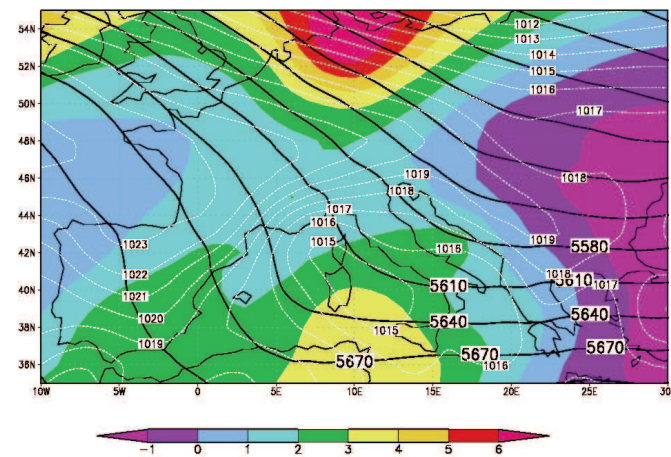 54N 1012
1013
52N 1014
1015
1016
50N 1017
48N
1019 1018
46N 1018
1017
44N 1016
1015 1019
1023 1016 5580
42N
1022 1018
1021 5610 5610 1017
40N
1020 5640 5640
38N 1015
1019
5670 5670 5670
36N 1016
10W 5W 0 5E 10E 15E 20E 25E 30
-1 0 1 2 3 4 5 6